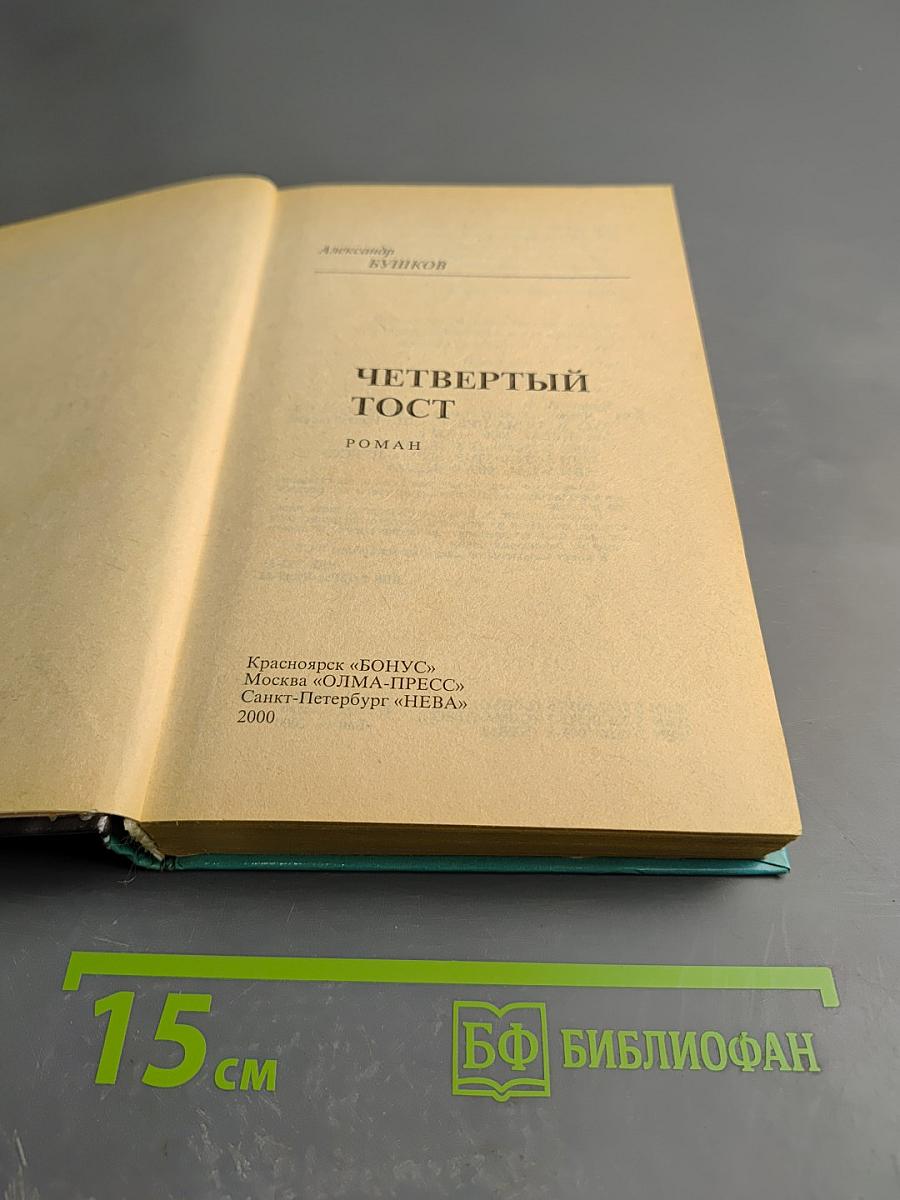 Александр
БУШКОВ
ЧЕТВЕРТЫЙ
ТОСТ
РОМАН
Красноярск «БОНУС»
Москва «ОЛМА-ПРЕСС»
Санкт-Петербург «НЕВА»
2000
15 см
БФ БИБЛИОФАН